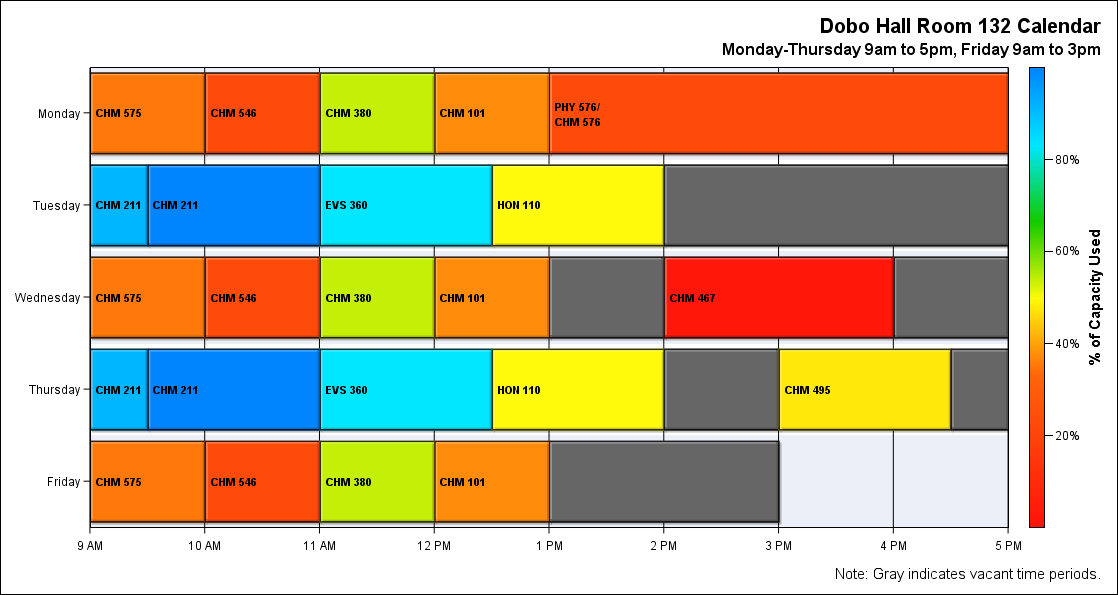 Dobo Hall Room 132 Calendar
Monday-Thursday 9am to 5pm, Friday 9am to 3pm
Monday
CHM 575
CHM 546
CHM 380
CHM 101
PHY 576/
CHM 576
Tuesday
CHM 211
CHM 211
EVS 360
HON 110
Wednesday
CHM 575
CHM 546
CHM 380
CHM 101
CHM 467
Thursday
CHM 211
CHM 211
EVS 360
HON 110
CHM 495
Friday
CHM 575
CHM 546
CHM 380
CHM 101
9 AM
10 AM
11 AM
12 PM
1 PM
2 PM
3 PM
4 PM
5 PM
80%
60%
40%
20%
% of Capacity Used
Note: Gray indicates vacant time periods.